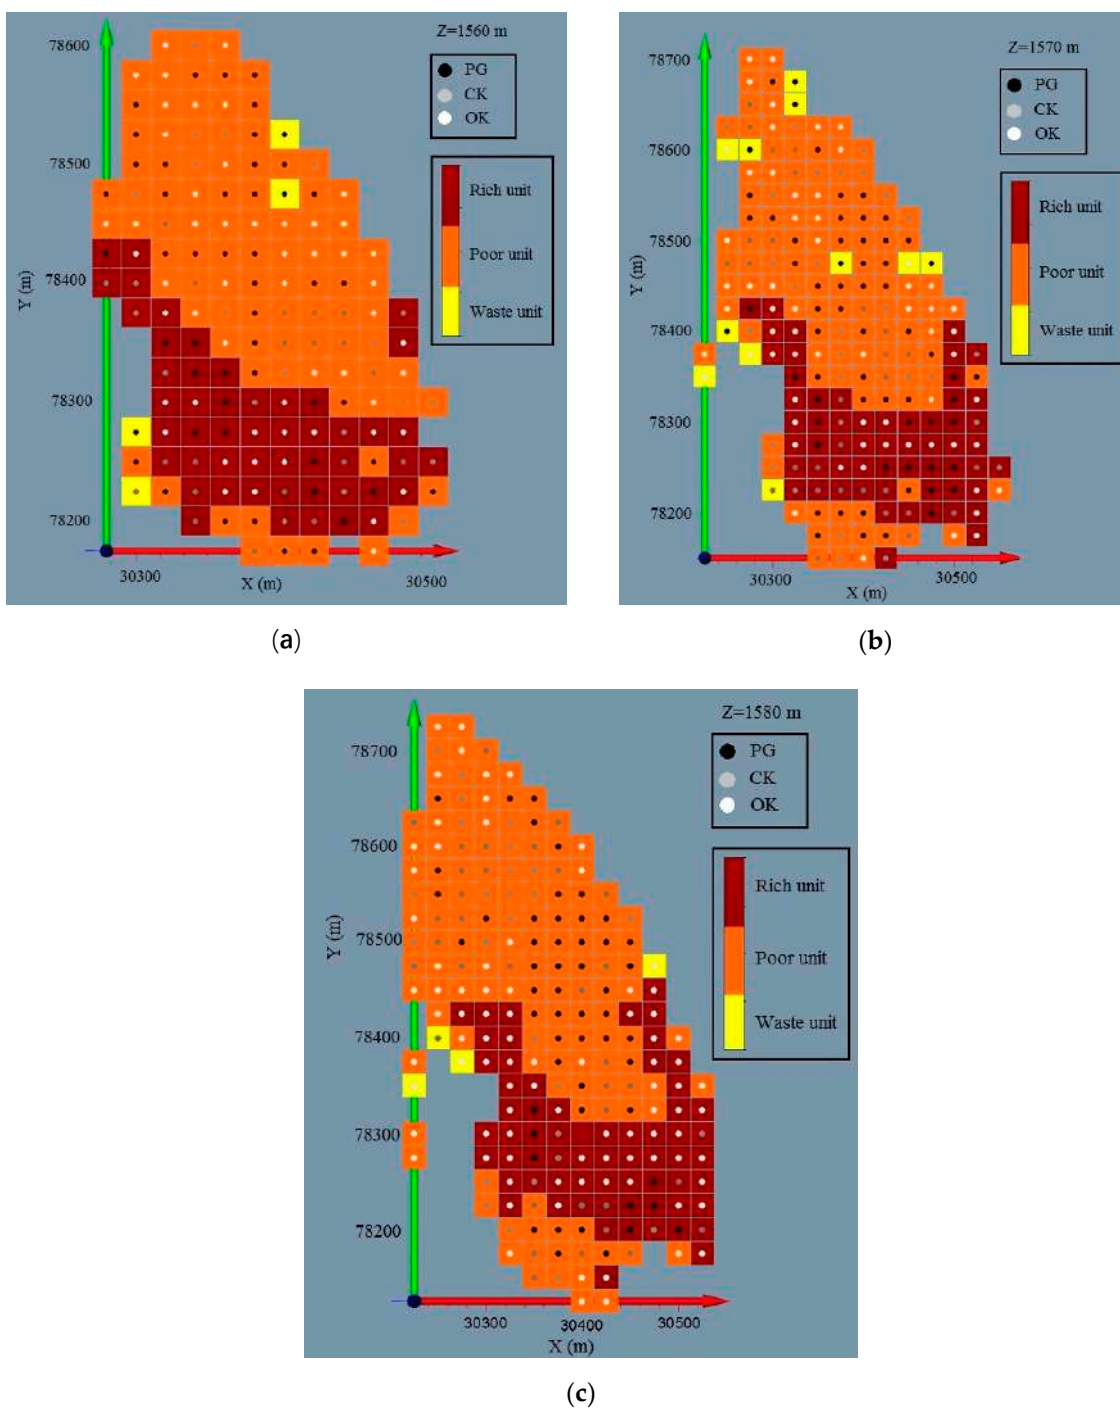 Z=1560 m
PG
CK
OK
Rich unit
Poor unit
Waste unit
78600
78500
78400
78300
78200
Y (m)
30300
30500
X (m)
(a)
Z=1570 m
PG
CK
OK
Rich unit
Poor unit
Waste unit
78700
78600
78500
78400
78300
78200
Y (m)
30300
30500
X (m)
(b)
Z=1580 m
PG
CK
OK
Rich unit
Poor unit
Waste unit
78700
78600
78500
78400
78300
78200
Y (m)
30300
30400
30500
X (m)
(c)